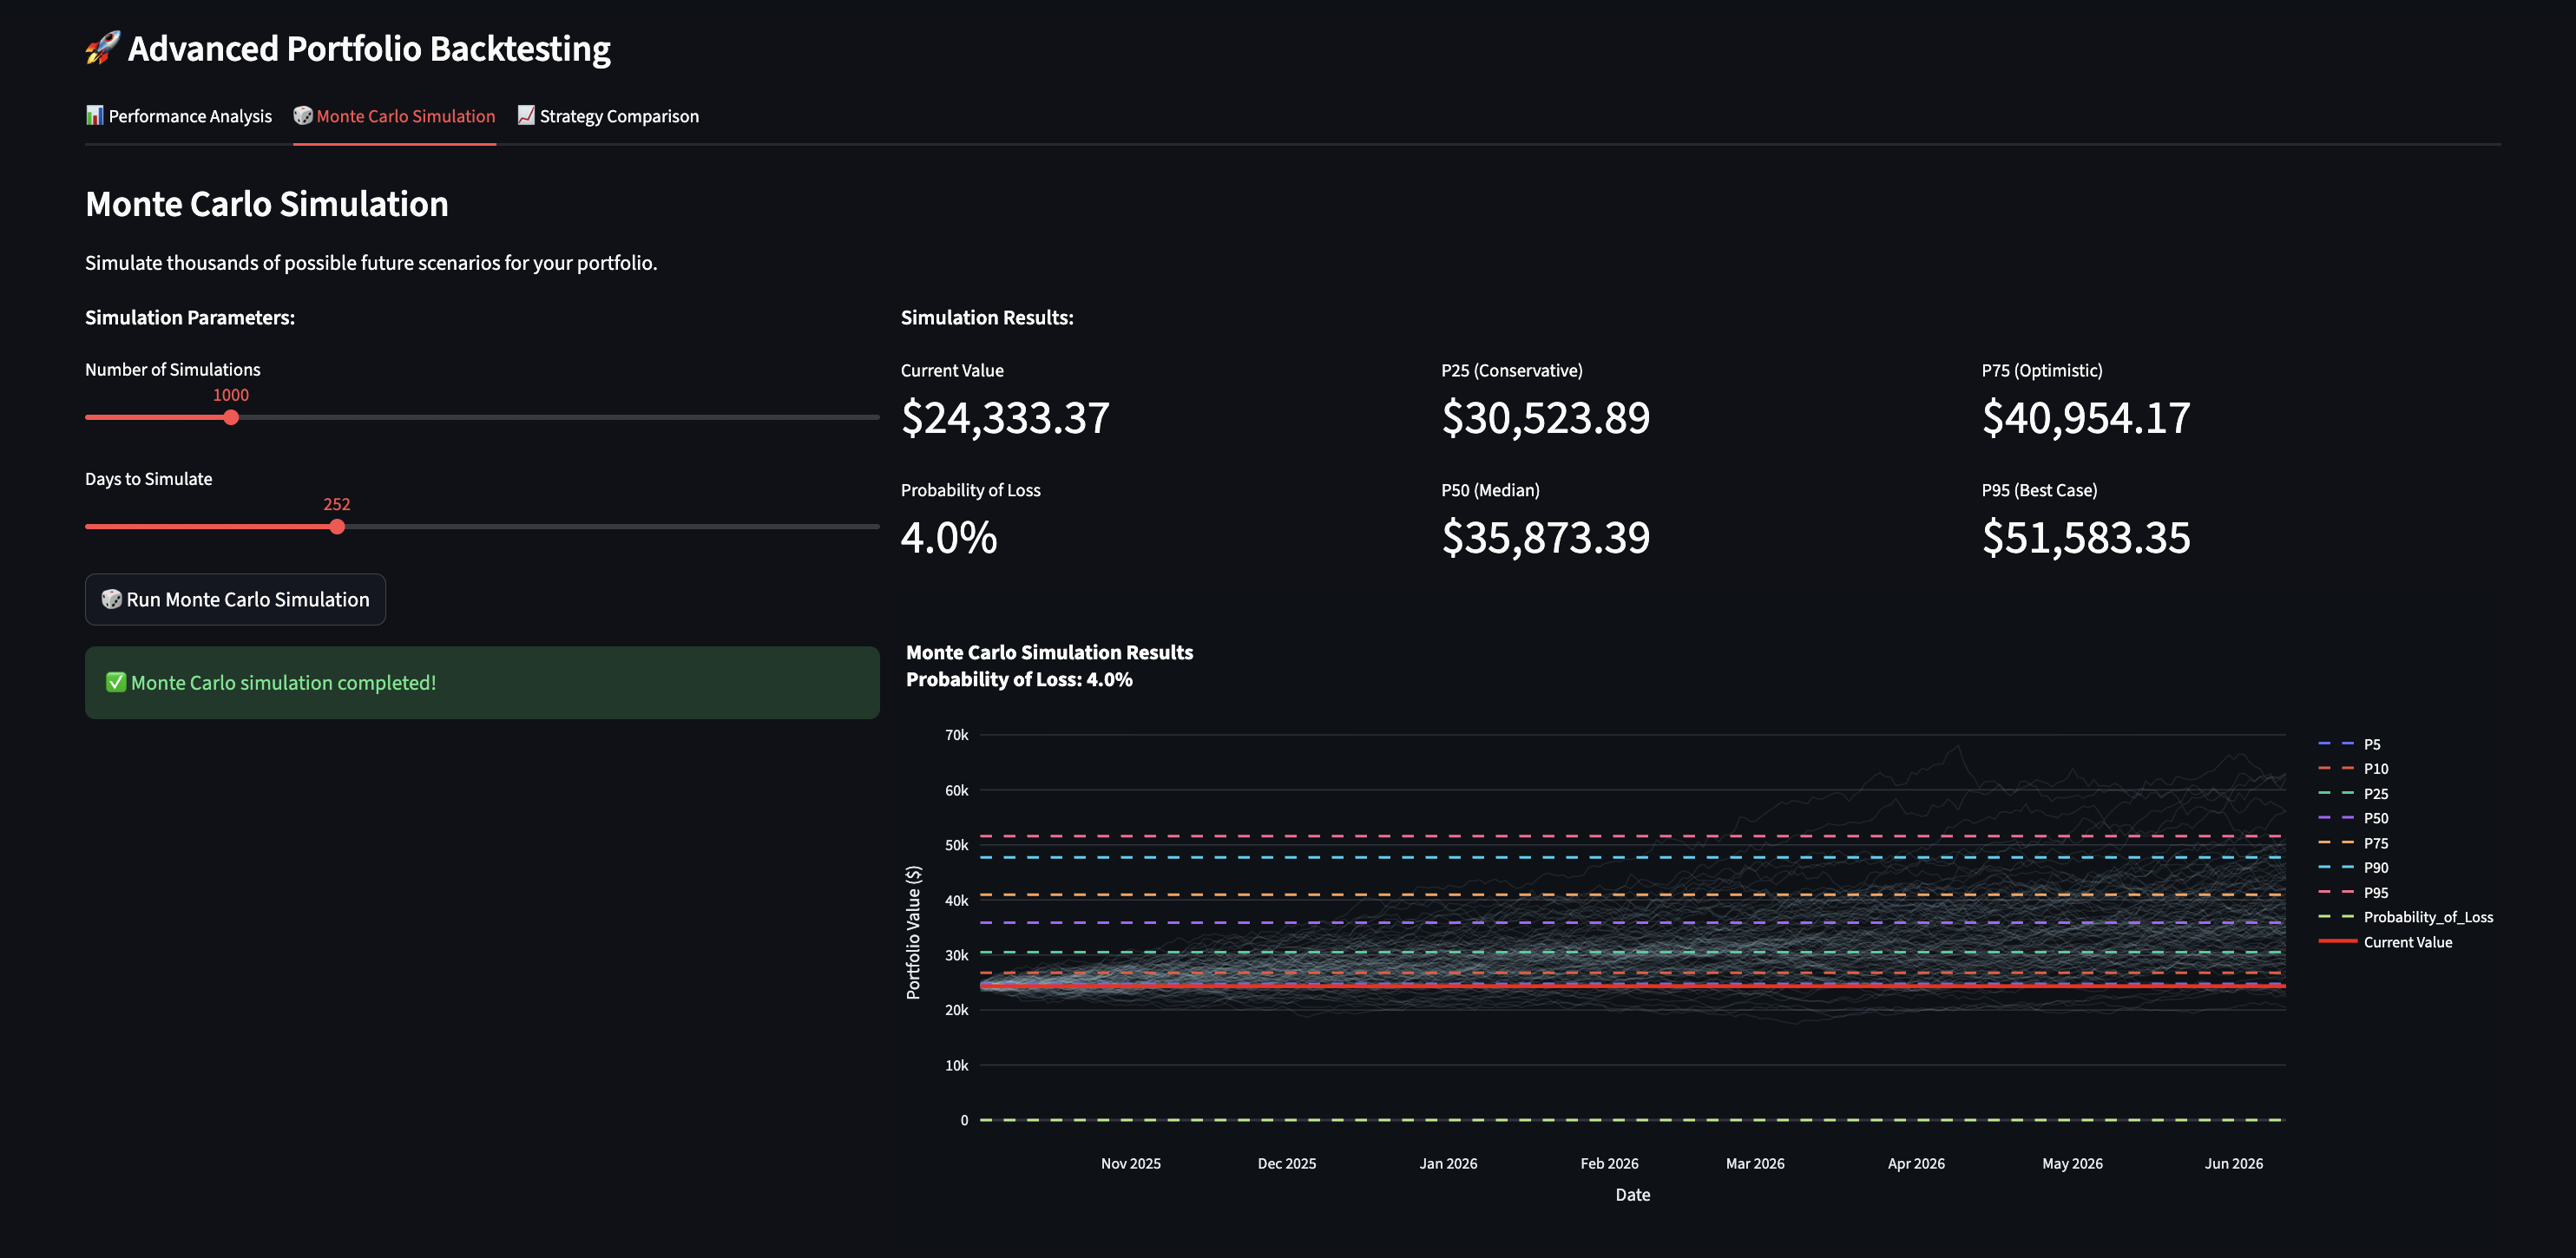 🚀 Advanced Portfolio Backtesting
📊 Performance Analysis
🎲 Monte Carlo Simulation
📈 Strategy Comparison
Monte Carlo Simulation
Simulate thousands of possible future scenarios for your portfolio.
Simulation Parameters:
Number of Simulations
1000
Days to Simulate
252
🎲 Run Monte Carlo Simulation
✅ Monte Carlo simulation completed!
Simulation Results:
Current Value
$24,333.37
P25 (Conservative)
$30,523.89
P75 (Optimistic)
$40,954.17
Probability of Loss
4.0%
P50 (Median)
$35,873.39
P95 (Best Case)
$51,583.35
Monte Carlo Simulation Results
Probability of Loss: 4.0%
Portfolio Value ($)
70k
60k
50k
40k
30k
20k
10k
0
Nov 2025
Dec 2025
Jan 2026
Feb 2026
Mar 2026
Apr 2026
May 2026
Jun 2026
Date
P5
P10
P25
P50
P75
P90
P95
Probability_of_Loss
Current Value